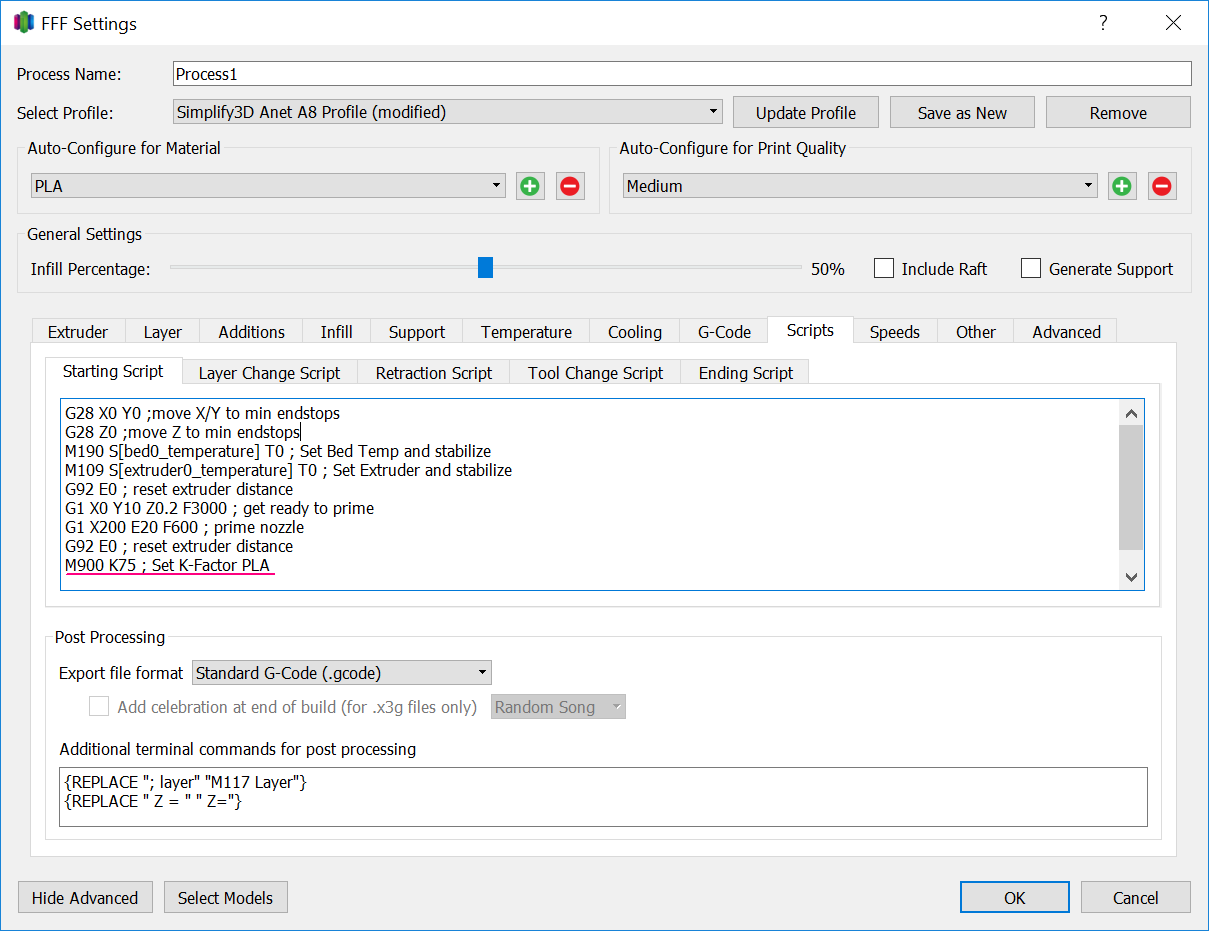 FFF Settings
?
Process Name: Process1
Select Profile: Simplify3D Anet A8 Profile (modified) Update Profile Save as New Remove
Auto-Configure for Material Auto-Configure for Print Quality
PLA Medium
General Settings
Infill Percentage: 50% Include Raft Generate Support
Extruder Layer Additions Infill Support Temperature Cooling G-Code Scripts Speeds Other Advanced
Starting Script Layer Change Script Retraction Script Tool Change Script Ending Script
G28 X0 Y0 ;move X/Y to min endstops
G28 Z0 ;move Z to min endstops
M190 S[bed0_temperature] T0 ; Set Bed Temp and stabilize
M109 S[extruder0_temperature] T0 ; Set Extruder and stabilize
G92 E0 ; reset extruder distance
G1 X0 Y10 Z0.2 F3000 ; get ready to prime
G1 X200 E20 F600 ; prime nozzle
G92 E0 ; reset extruder distance
M900 K75 ; Set K-Factor PLA
Post Processing
Export file format Standard G-Code (.gcode)
Add celebration at end of build (for .x3g files only) Random Song
Additional terminal commands for post processing
{REPLACE "; layer" "M117 Layer"}
{REPLACE " Z = " " Z="}
Hide Advanced Select Models OK Cancel